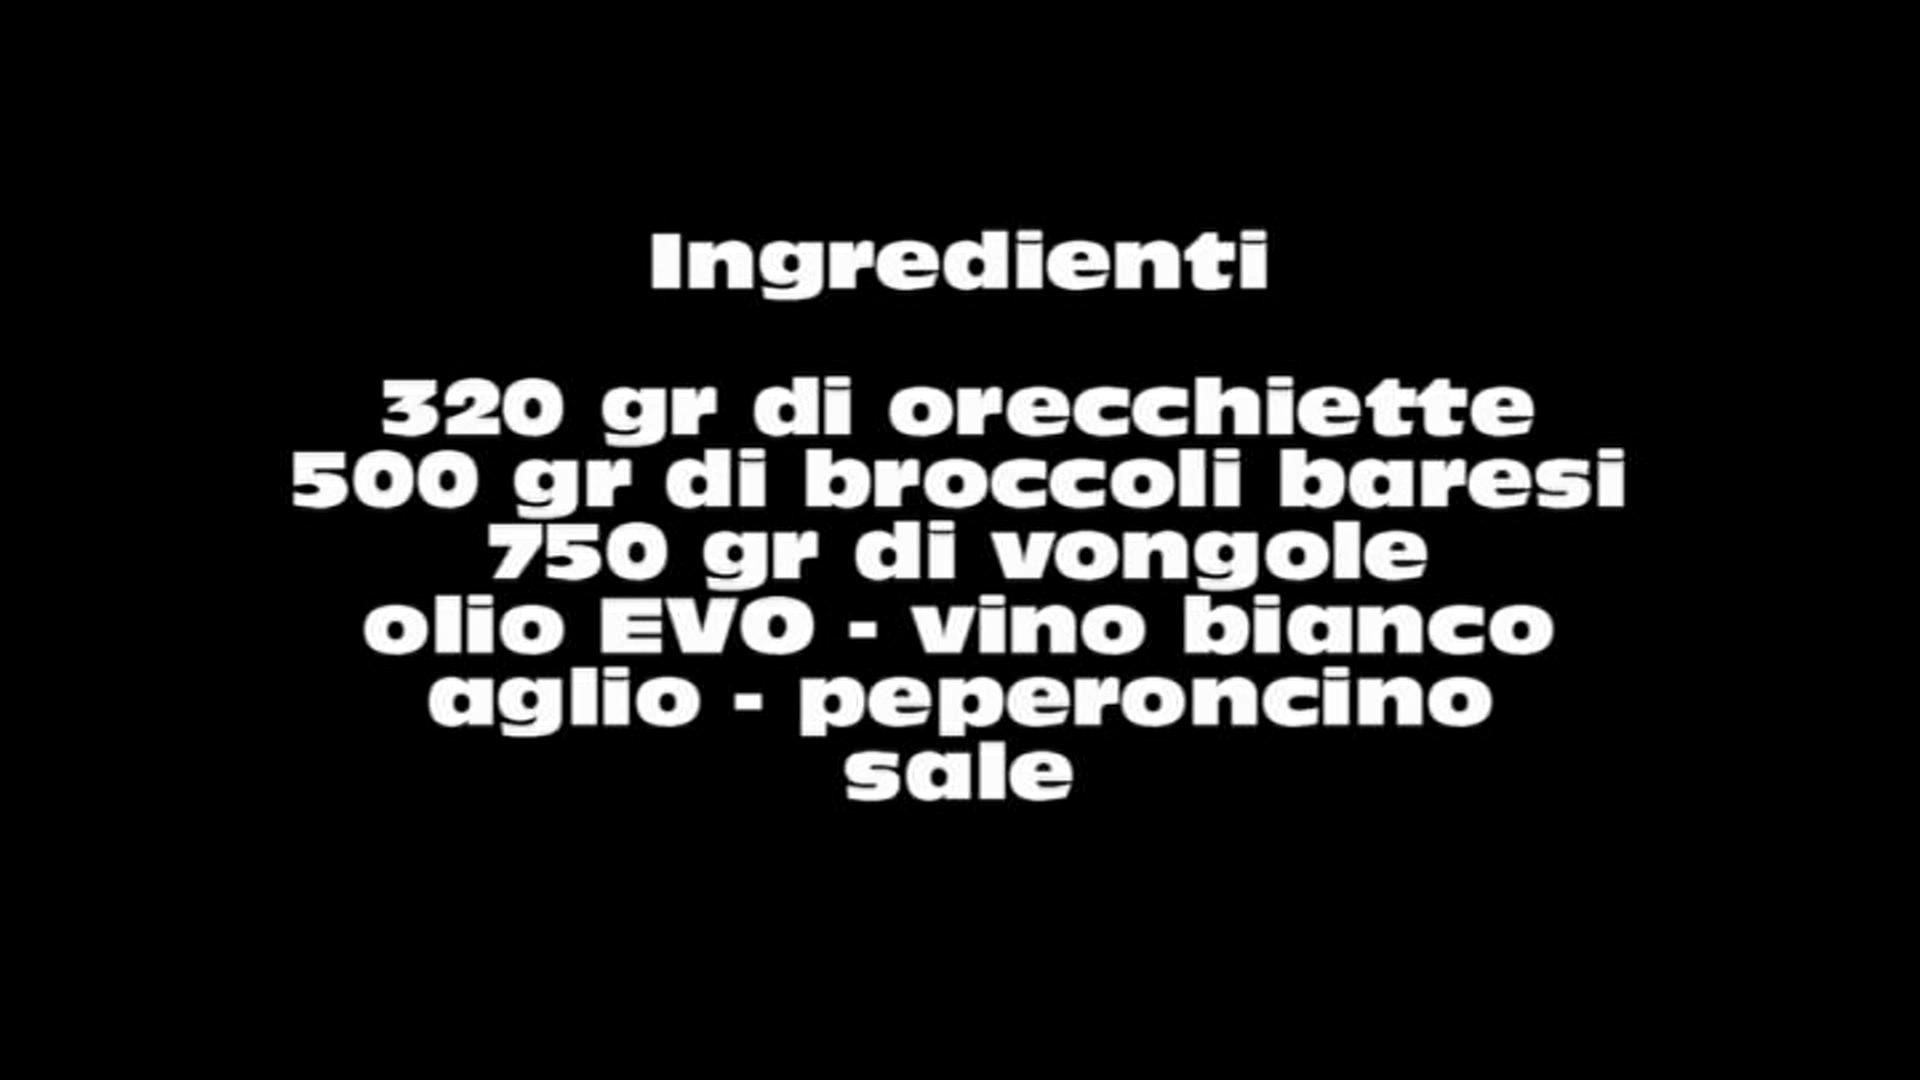 Ingredienti
320 gr di orecchiette
500 gr di broccoli baresi
750 gr di vongole
olio EVO - vino bianco
aglio - peperoncino
sale